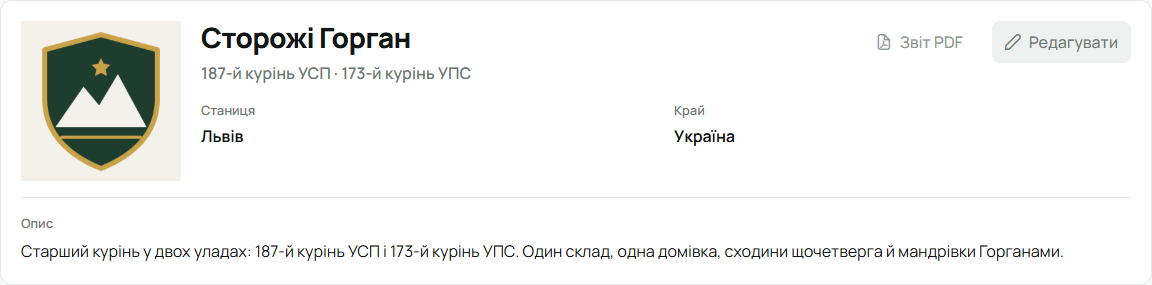 Сторожі Горган
Звіт PDF
Редагувати
187-й курінь УСП · 173-й курінь УПС
Станиця
Край
Львів
Україна
Опис
Старший курінь у двох уладах: 187-й курінь УСП і 173-й курінь УПС. Один склад, одна домівка, сходини щочетверга й мандрівки Горганами.